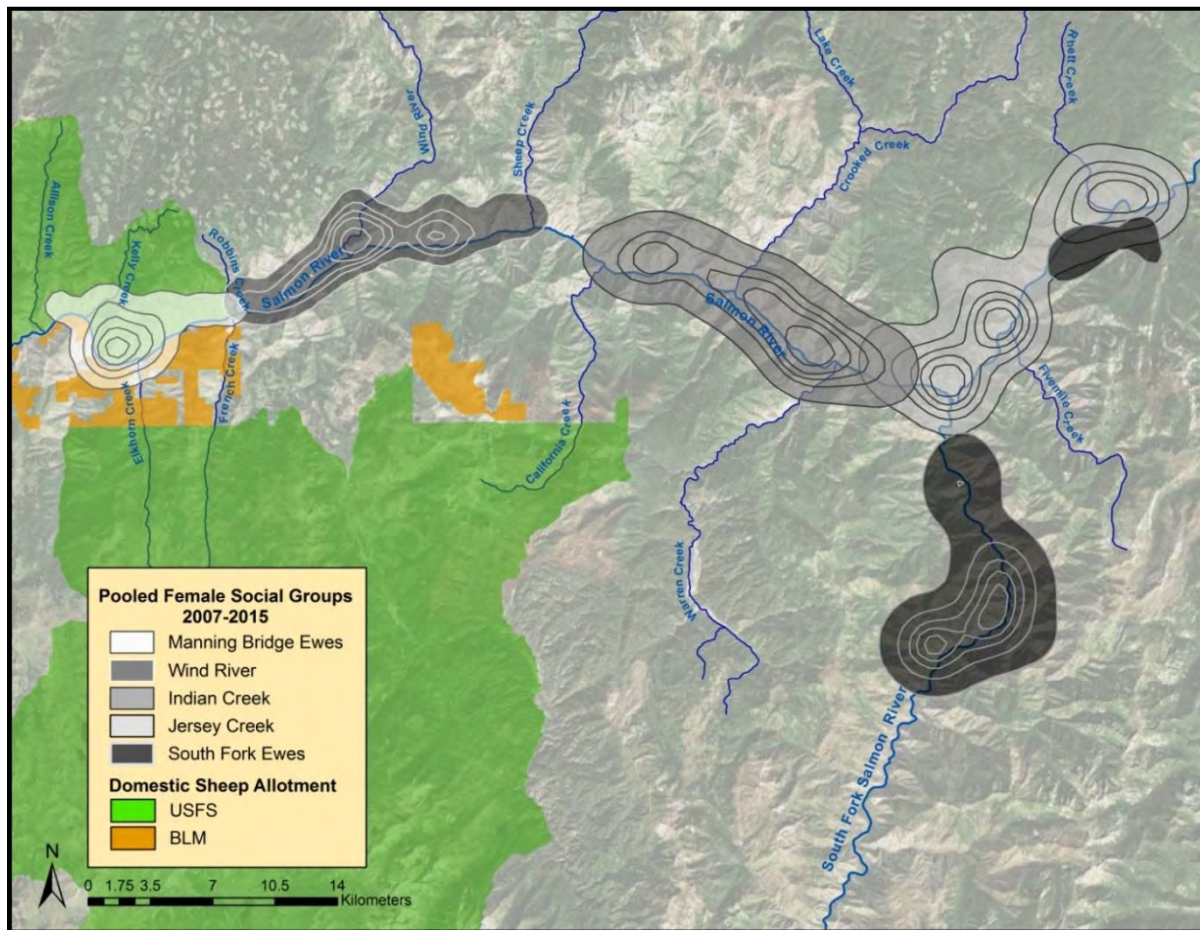 Wind River
Lake Creek
Rhett Creek
Sheep Creek
Crooked Creek
Allison Creek
Kelly Creek
Robbins Creek
Salmon River
Salmon River
Elkhorn Creek
French Creek
California Creek
Fivemile Creek
Warren Creek
South Fork Salmon River
Pooled Female Social Groups
2007-2015
Manning Bridge Ewes
Wind River
Indian Creek
Jersey Creek
South Fork Ewes
Domestic Sheep Allotment
USFS
BLM
N
0 1.75 3.5 7 10.5 14
Kilometers